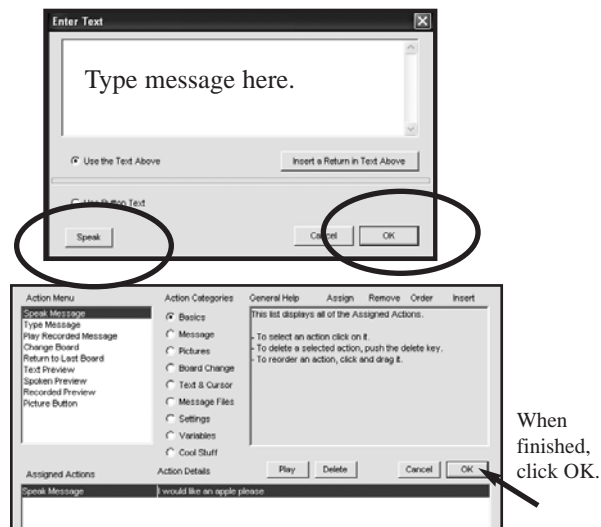 Enter Text
Type message here.
Use the Text Above
Insert a Return in Text Above
Use Button Text
Speak
Cancel
OK
Action Menu
Speak Message
Type Message
Play Recorded Message
Change Board
Return to Last Board
Text Preview
Spoken Preview
Recorded Preview
Picture Button
Action Categories
Basics
Message
Pictures
Board Change
Text & Cursor
Message Files
Settings
Variables
Cool Stuff
General Help Assign Remove Order Insert
This list displays all of the Assigned Actions.
- To select an action click on it.
- To delete a selected action, push the delete key.
- To reorder an action, click and drag it.
When
finished,
click OK.
Assigned Actions Action Details Play Delete Cancel OK
Speak Message I would like an apple please